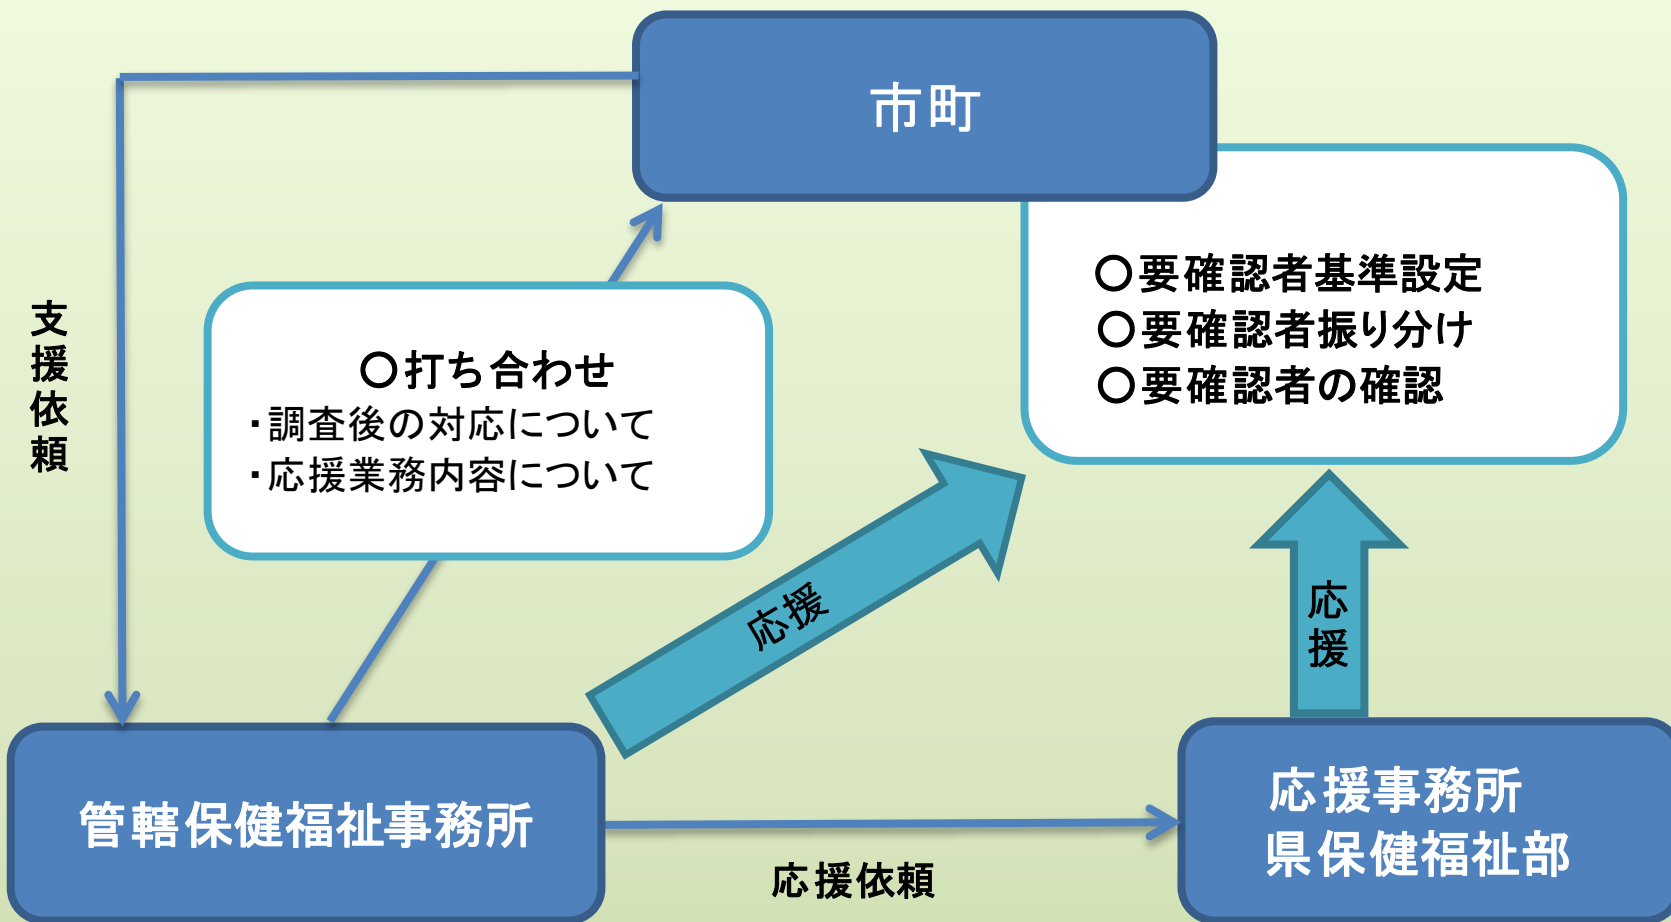 市町
〇要確認者基準設定
〇要確認者振り分け
〇要確認者の確認
支援依頼
〇打ち合わせ
・調査後の対応について
・応援業務内容について
応援
応援
管轄保健福祉事務所
応援依頼
応援事務所
県保健福祉部